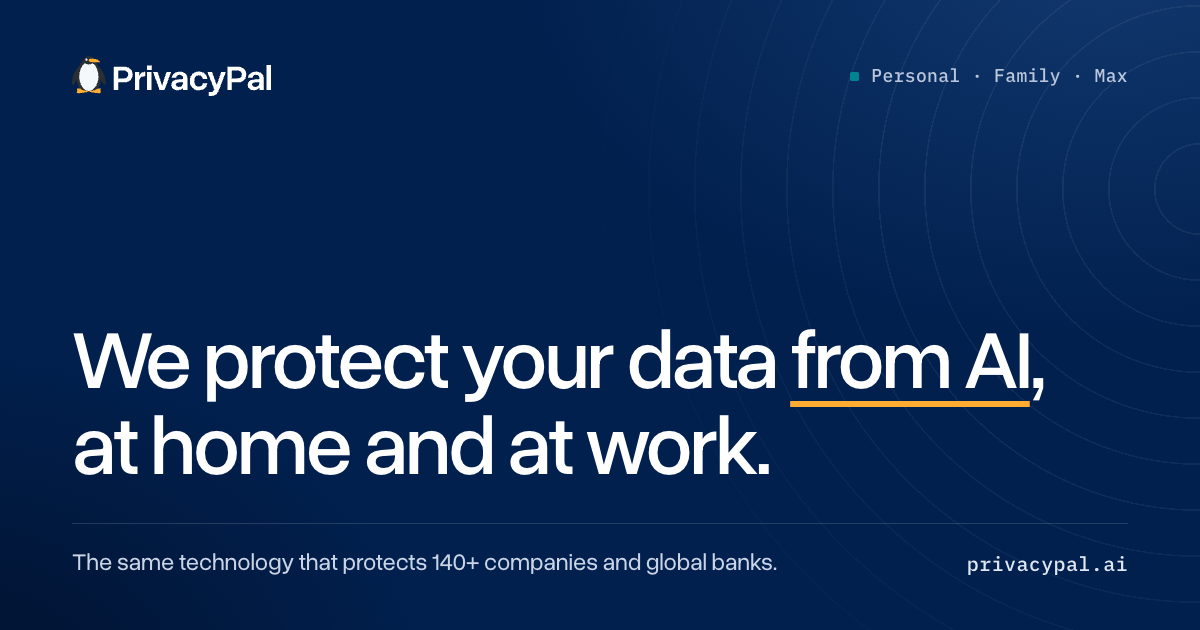 PrivacyPal
Personal · Family · Max
We protect your data from AI,
at home and at work.
The same technology that protects 140+ companies and global banks.
privacypal.ai